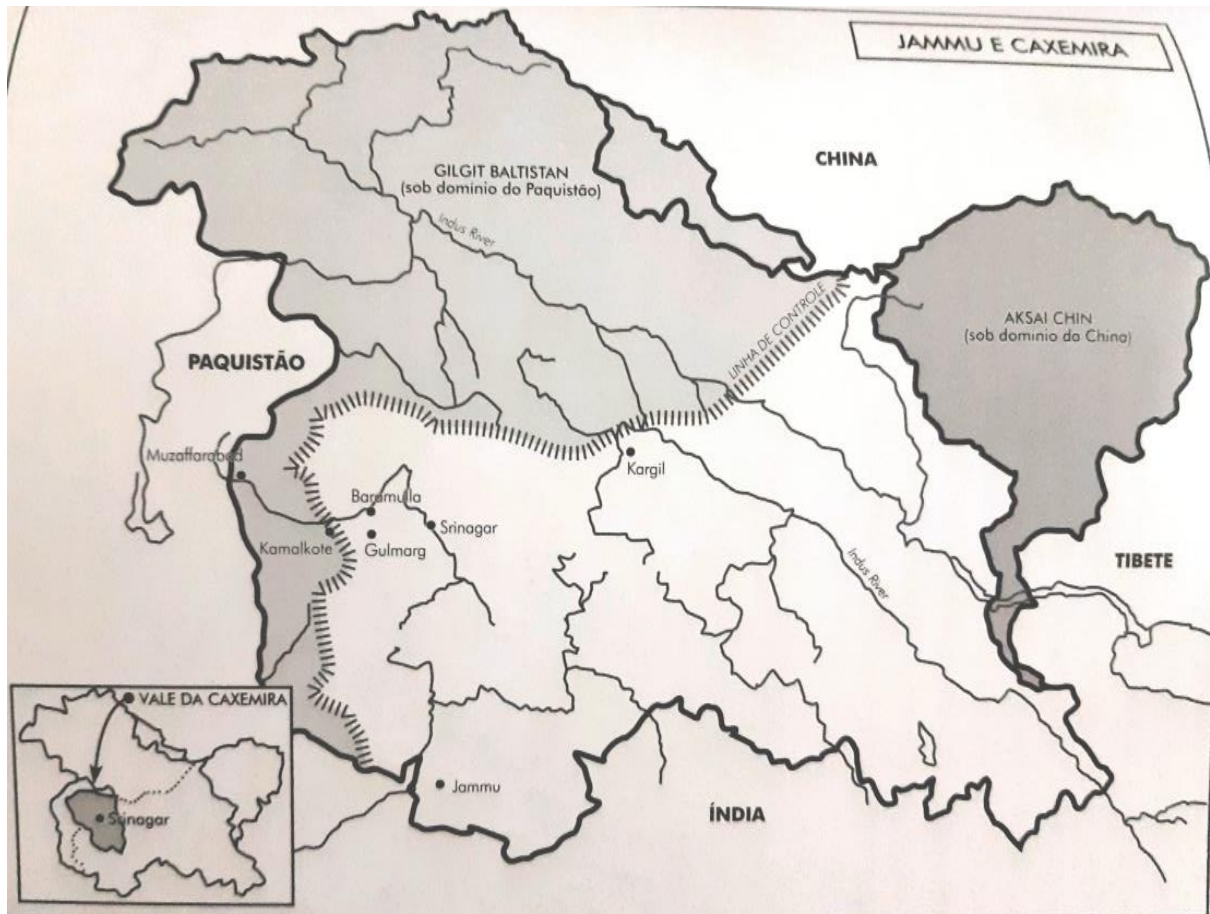 JAMMU E CAXEMIRA
CHINA
GILGIT BALTISTAN
(sob domínio do Paquistão)
Indus River
LINHA DE CONTROLE
AKSAI CHIN
(sob domínio da China)
PAQUISTÃO
Muzaffarabad
Kargil
Baramulla
Srinagar
Kamalkote
Gulmarg
Indus River
TIBETE
VALE DA CAXEMIRA
Srinagar
Jammu
ÍNDIA